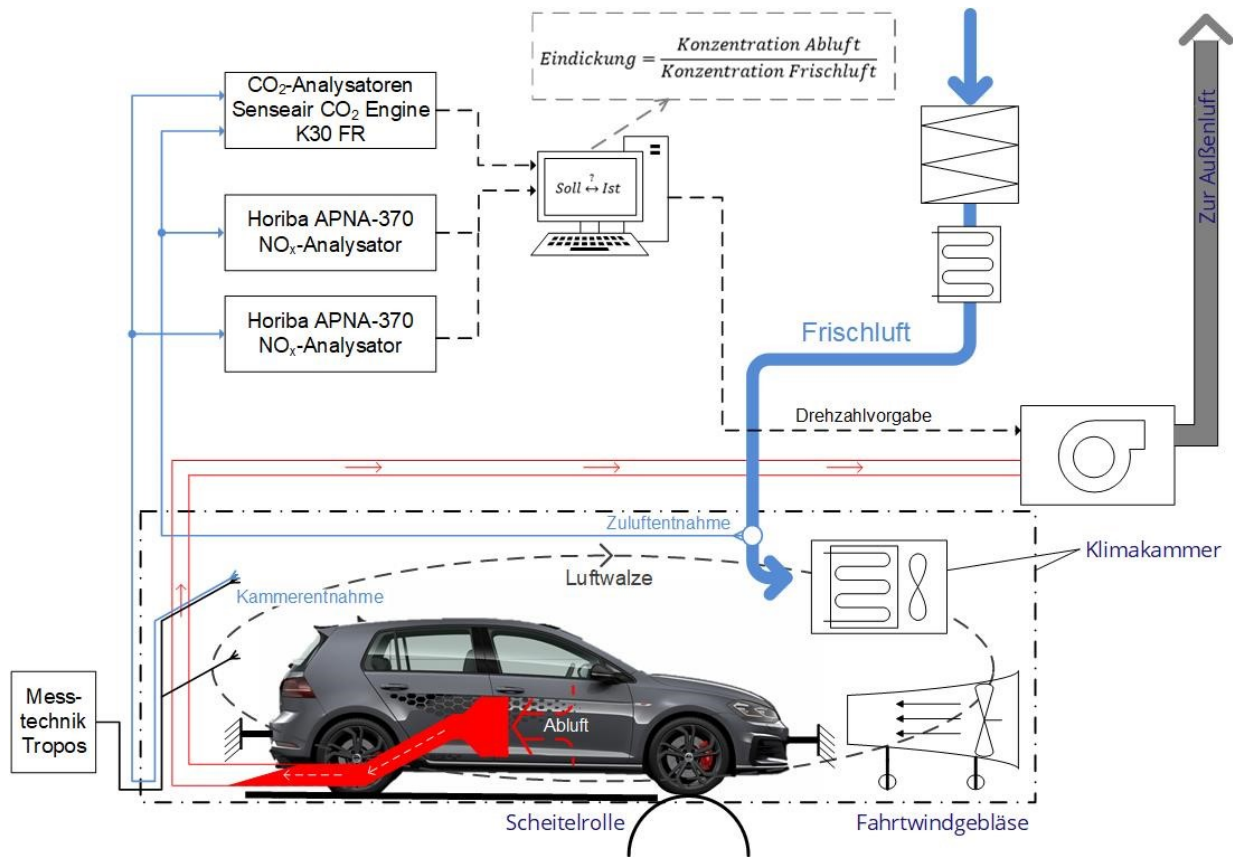 Eindickung = Konzentration Abluft / Konzentration Frischluft
CO₂-Analysatoren
Senseair CO₂ Engine
K30 FR
Horiba APNA-370
NOₓ-Analysator
Horiba APNA-370
NOₓ-Analysator
? 
Soll ↔ Ist
Zur Außenluft
Frischluft
Drehzahlvorgabe
Zuluftentnahme
Klimakammer
Luftwalze
Kammerentnahme
Mess-
technik
Tropos
Abluft
Scheitelrolle
Fahrtwindgebläse